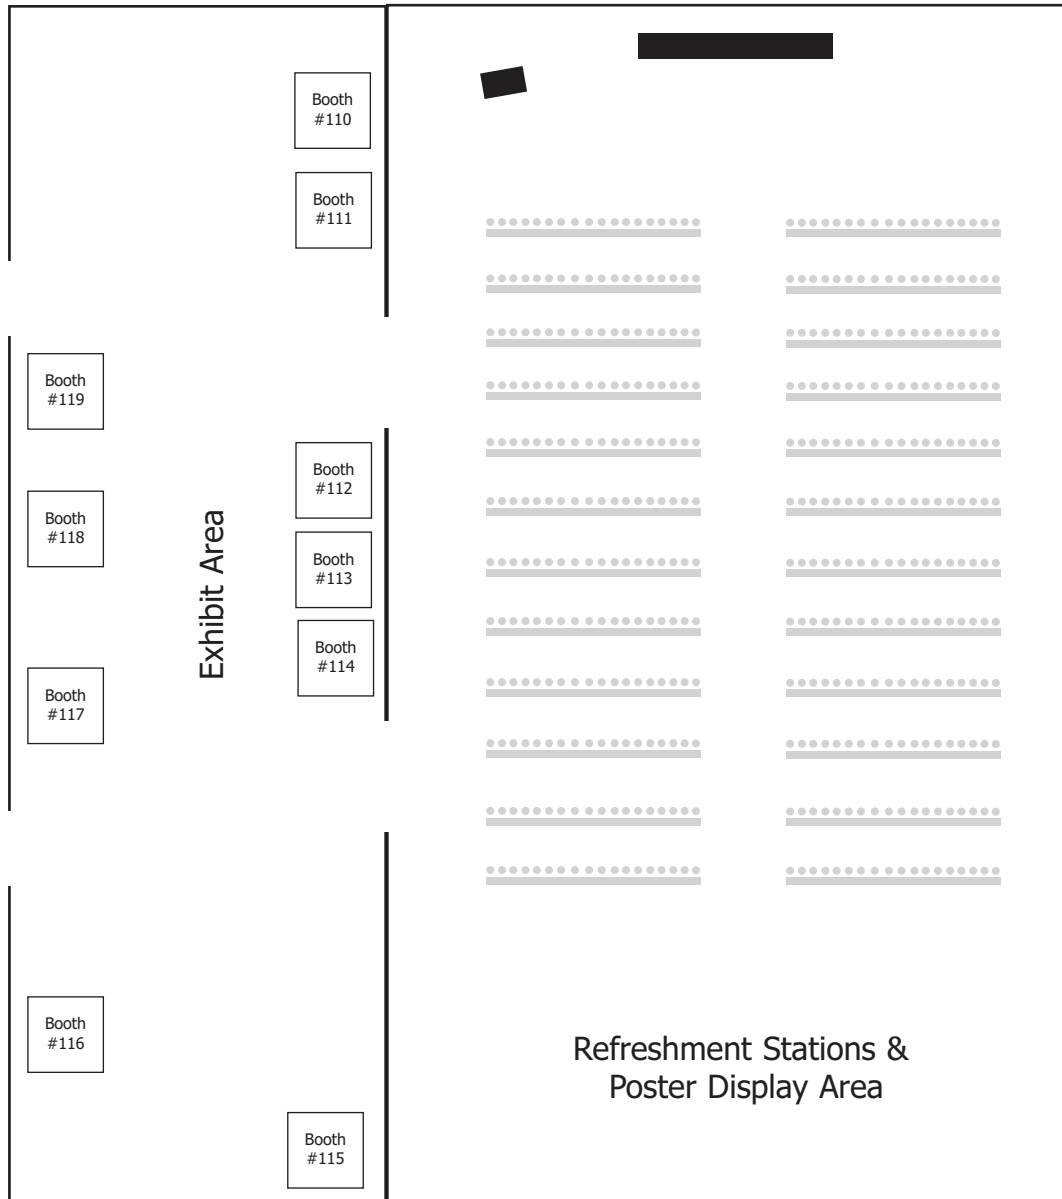 Booth
#110
Booth
#111
Booth
#119
Booth
#112
Booth
#118
Exhibit Area
Booth
#113
Booth
#114
Booth
#117
Booth
#116
Refreshment Stations &
Poster Display Area
Booth
#115